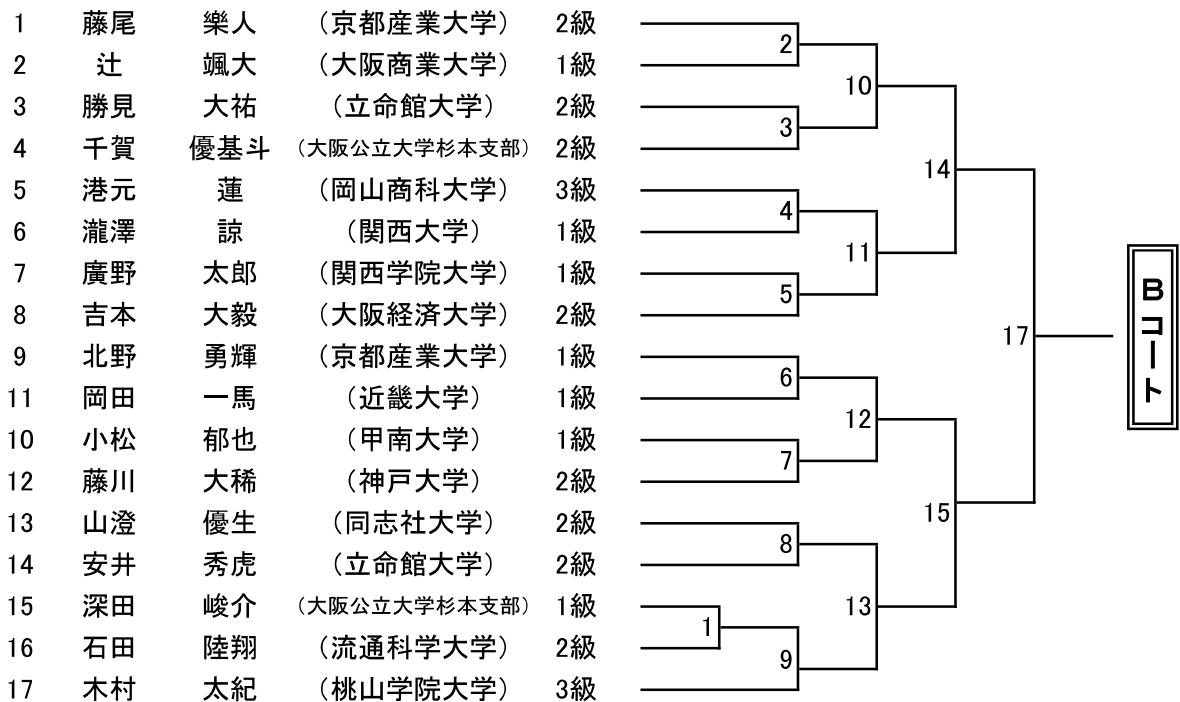 1 藤尾 樂人 （京都産業大学） 2級
2 辻 颯大 （大阪商業大学） 1級
3 勝見 大祐 （立命館大学） 2級
4 千賀 優基斗 （大阪公立大学杉本支部） 2級
5 港元 蓮 （岡山商科大学） 3級
6 瀧澤 諒 （関西大学） 1級
7 廣野 太郎 （関西学院大学） 1級
8 吉本 大毅 （大阪経済大学） 2級
9 北野 勇輝 （京都産業大学） 1級
11 岡田 一馬 （近畿大学） 1級
10 小松 郁也 （甲南大学） 1級
12 藤川 大稀 （神戸大学） 2級
13 山澄 優生 （同志社大学） 2級
14 安井 秀虎 （立命館大学） 2級
15 深田 峻介 （大阪公立大学杉本支部） 1級
16 石田 陸翔 （流通科学大学） 2級
17 木村 太紀 （桃山学院大学） 3級
1
2
3
4
5
6
7
8
9
10
11
12
13
14
15
17
Bコート